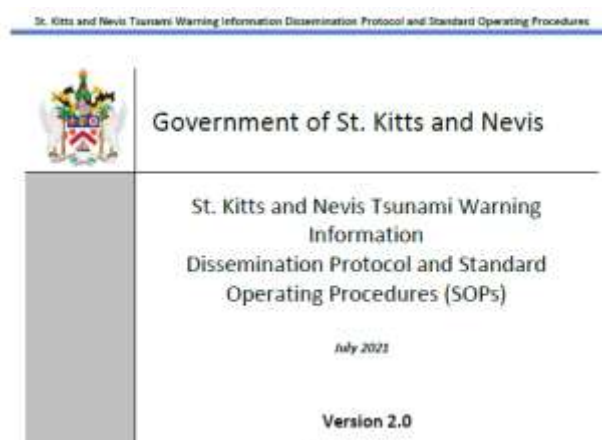 St. Kitts and Nevis Tsunami Warning Information Dissemination Protocol and Standard Operating Procedures
Government of St. Kitts and Nevis
St. Kitts and Nevis Tsunami Warning
Information
Dissemination Protocol and Standard
Operating Procedures (SOPs)
July 2021
Version 2.0